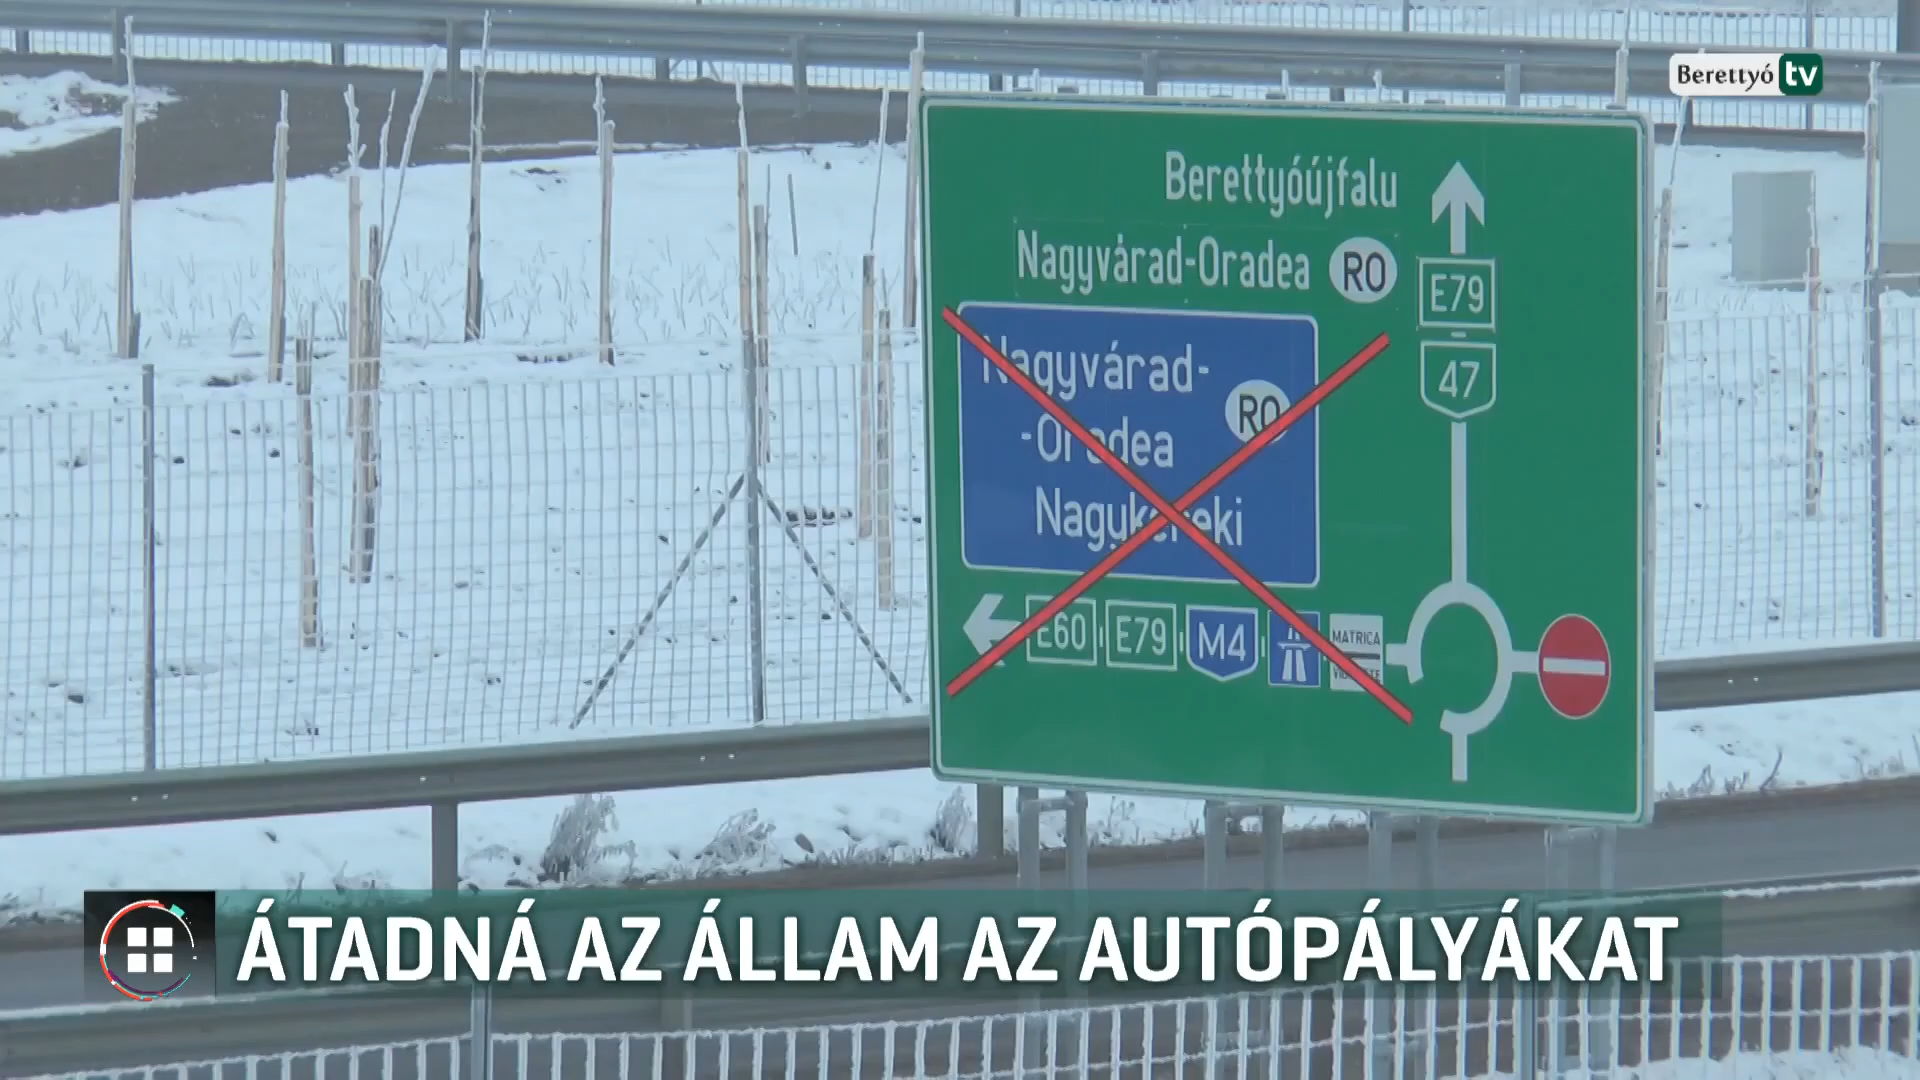 Berettyó tv
Berettyóújfalu
Nagyvárad-Oradea RO
E79
47
Nagyvárad-
-Oradea RO
Nagykereki
E60 E79 M4 MATRICA
ÁTADNÁ AZ ÁLLAM AZ AUTÓPÁLYÁKAT